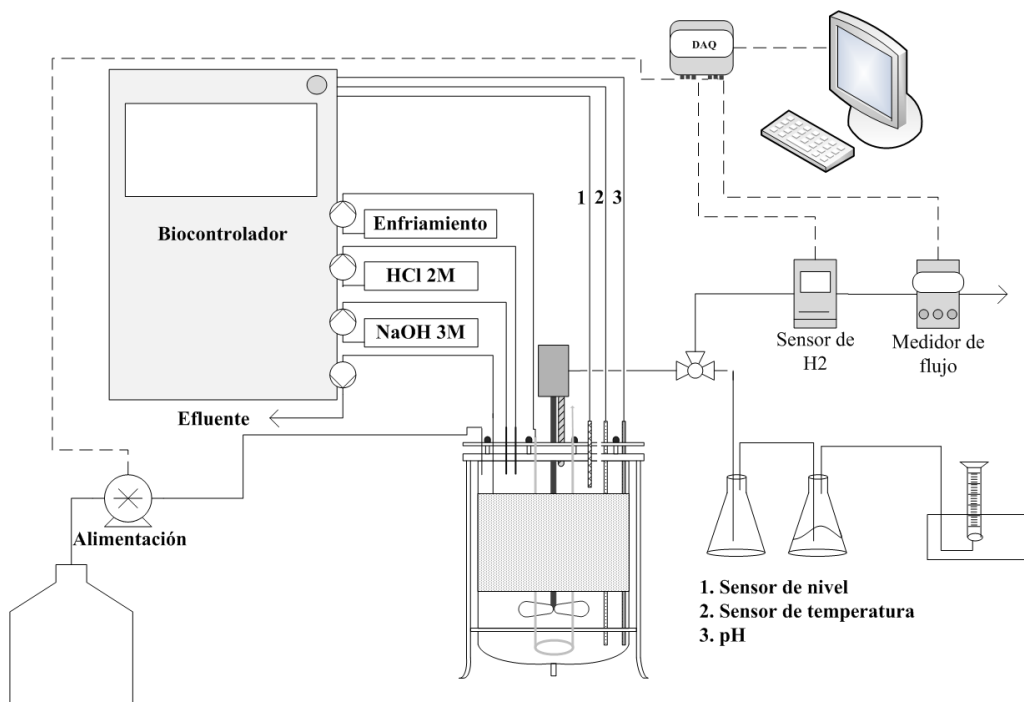 DAQ
1 2 3
Biocontrolador
Enfriamiento
HCl 2M
NaOH 3M
Efluente
Alimentación
Sensor de
H2
Medidor de
flujo
1. Sensor de nivel
2. Sensor de temperatura
3. pH